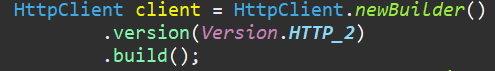 HttpClient client = HttpClient.newBuilder()
.version(Version.HTTP_2)
.build();